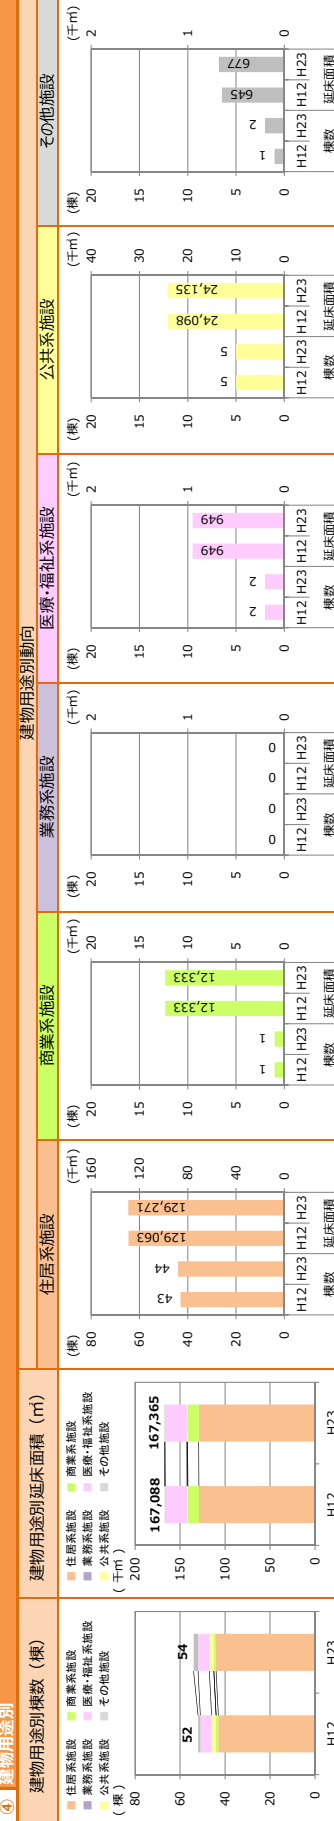 ④ 建物用途別
建物用途別棟数（棟）
建物用途別延床面積（㎡）
建物用途別動向
住居系施設
商業系施設
業務系施設
医療・福祉系施設
公共系施設
その他施設
住居系施設 商業系施設
業務系施設 医療・福祉系施設
公共系施設 その他施設
（棟）
80
60
40
20
0
52 54
H12 H23
住居系施設 商業系施設
業務系施設 医療・福祉系施設
公共系施設 その他施設
（千㎡）
200
150
100
50
0
167,088 167,365
H12 H23
(棟) (千㎡)
80 160
60 120
40 80
20 40
0 0
43 44 129,063 129,271
H12 H23 H12 H23
棟数 延床面積
(棟) (千㎡)
20 20
15 15
10 10
5 5
0 0
1 1 12,333 12,333
H12 H23 H12 H23
棟数 延床面積
(棟) (千㎡)
20 2
15
10 1
5
0 0
0 0 0 0
H12 H23 H12 H23
棟数 延床面積
(棟) (千㎡)
20 2
15
10 1
5
0 0
2 2 949 949
H12 H23 H12 H23
棟数 延床面積
(棟) (千㎡)
20 40
15 30
10 20
5 10
0 0
5 5 24,098 24,135
H12 H23 H12 H23
棟数 延床面積
(棟) (千㎡)
20 2
15
10 1
5
0 0
1 2 645 677
H12 H23 H12 H23
棟数 延床面積